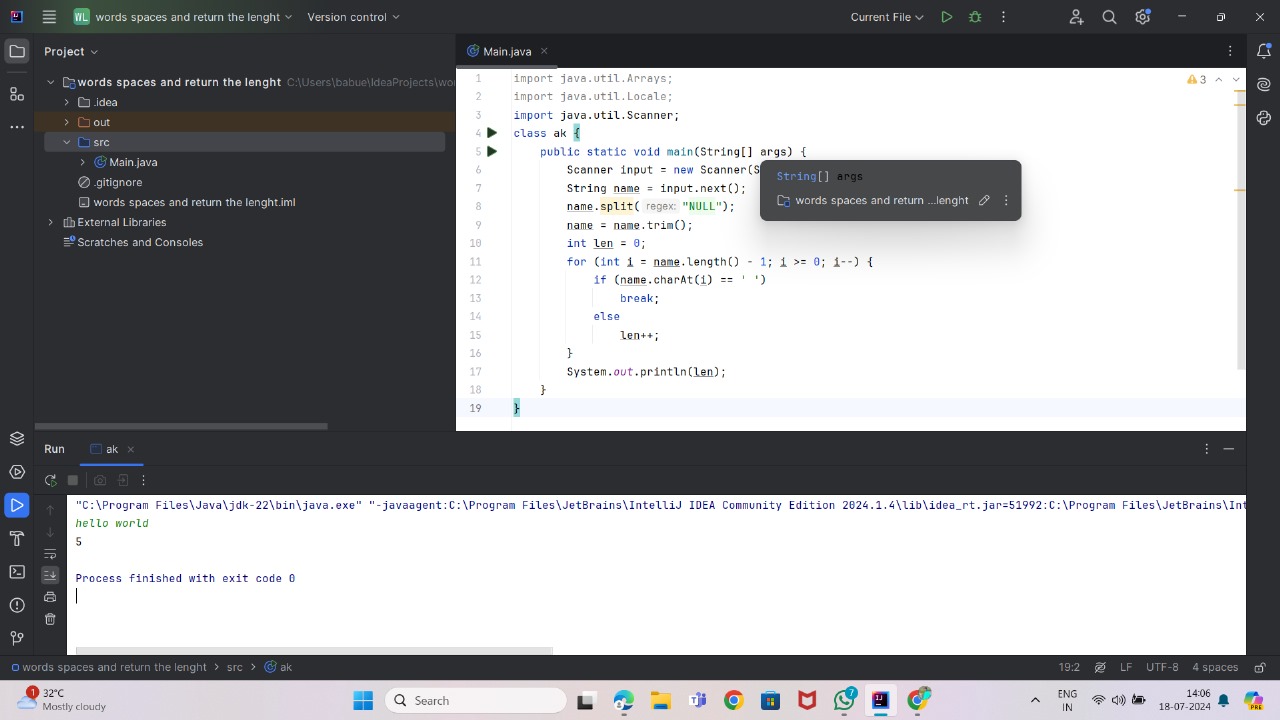 WL words spaces and return the lenght Version control Current File
Project
Main.java
words spaces and return the lenght C:\Users\babue\IdeaProjects\wo
.idea
out
src
Main.java
.gitignore
words spaces and return the lenght.iml
External Libraries
Scratches and Consoles
3
1 import java.util.Arrays;
2 import java.util.Locale;
3 import java.util.Scanner;
4 class ak {
5 public static void main(String[] args) {
6 Scanner input = new Scanner(S
7 String name = input.next();
8 name.split( regex: "NULL");
9 name = name.trim();
10 int len = 0;
11 for (int i = name.length() - 1; i >= 0; i--) {
12 if (name.charAt(i) == ' ')
13 break;
14 else
15 len++;
16 }
17 System.out.println(len);
18 }
19 }
String[] args
words spaces and return ...lenght
Run ak
"C:\Program Files\Java\jdk-22\bin\java.exe" "-javaagent:C:\Program Files\JetBrains\IntelliJ IDEA Community Edition 2024.1.4\lib\idea_rt.jar=51992:C:\Program Files\JetBrains\Int
hello world
5
Process finished with exit code 0
words spaces and return the lenght > src > ak 19:2 LF UTF-8 4 spaces
1
32°C
Mostly cloudy
Search
7
ENG
IN
14:06
18-07-2024
PRE